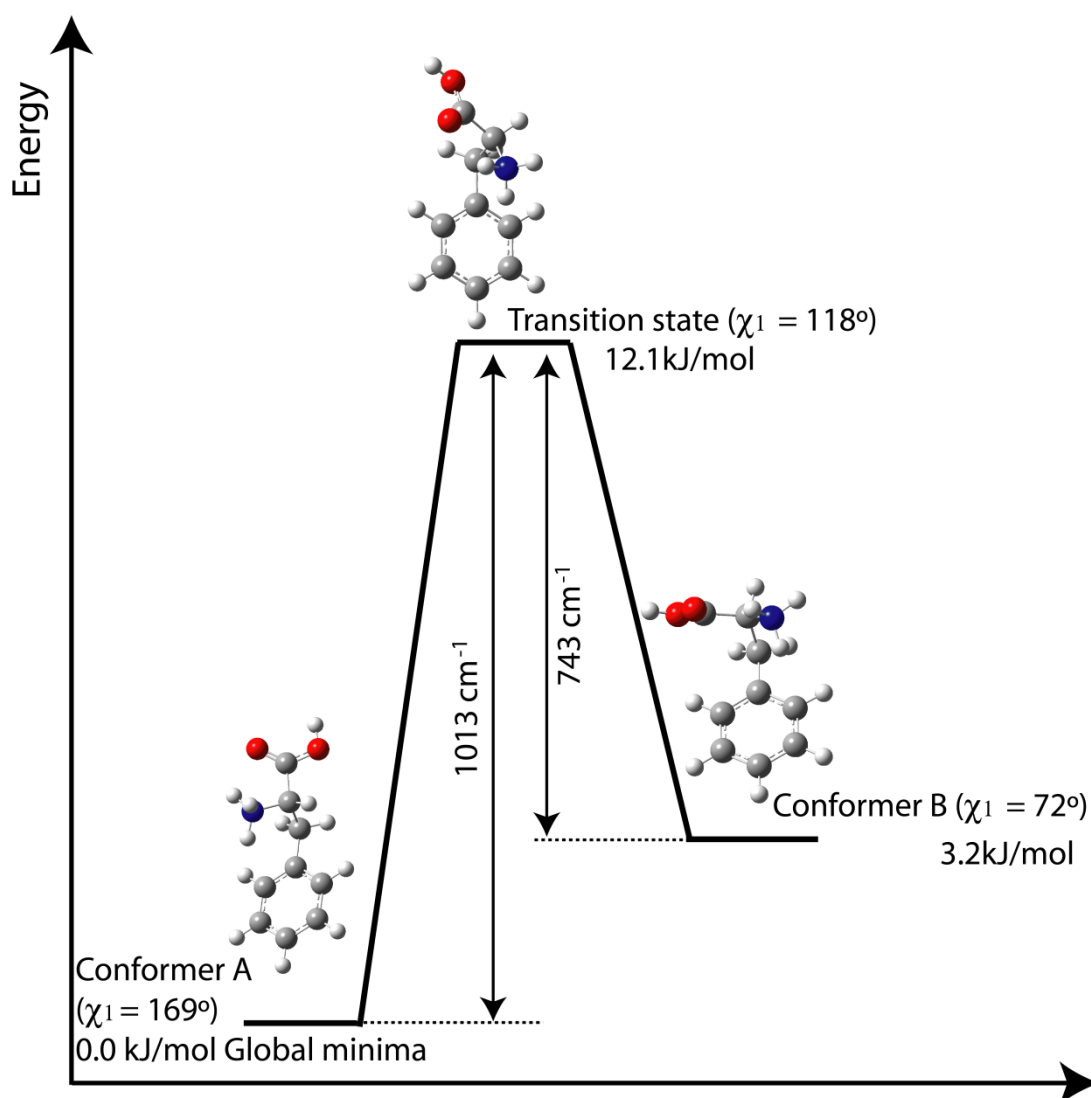 Energy
Transition state (χ1 = 118º)
12.1kJ/mol
1013 cm-1
743 cm-1
Conformer B (χ1 = 72º)
3.2kJ/mol
Conformer A
(χ1 = 169º)
0.0 kJ/mol Global minima